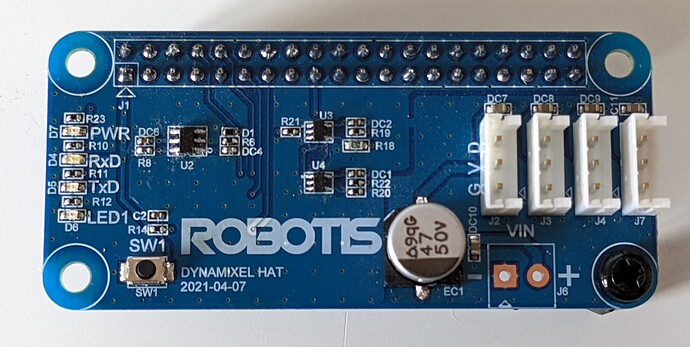 J1
R23
D7
PWR
R10
D4
RxD
R11
D5
TxD
R12
LED1
D6
DC6
R8
U2
D1
R6
DC4
R21
U3
DC2
R19
R18
U4
DC1
R22
R20
DC7
DC8
DC9
G V D
J2
J3
J4
J7
VIN
C2
R14
SW1
SW1
ROBOTIS
DYNAMIXEL HAT
2021-04-07
47
50V
EC1
DC10
-
+
J6